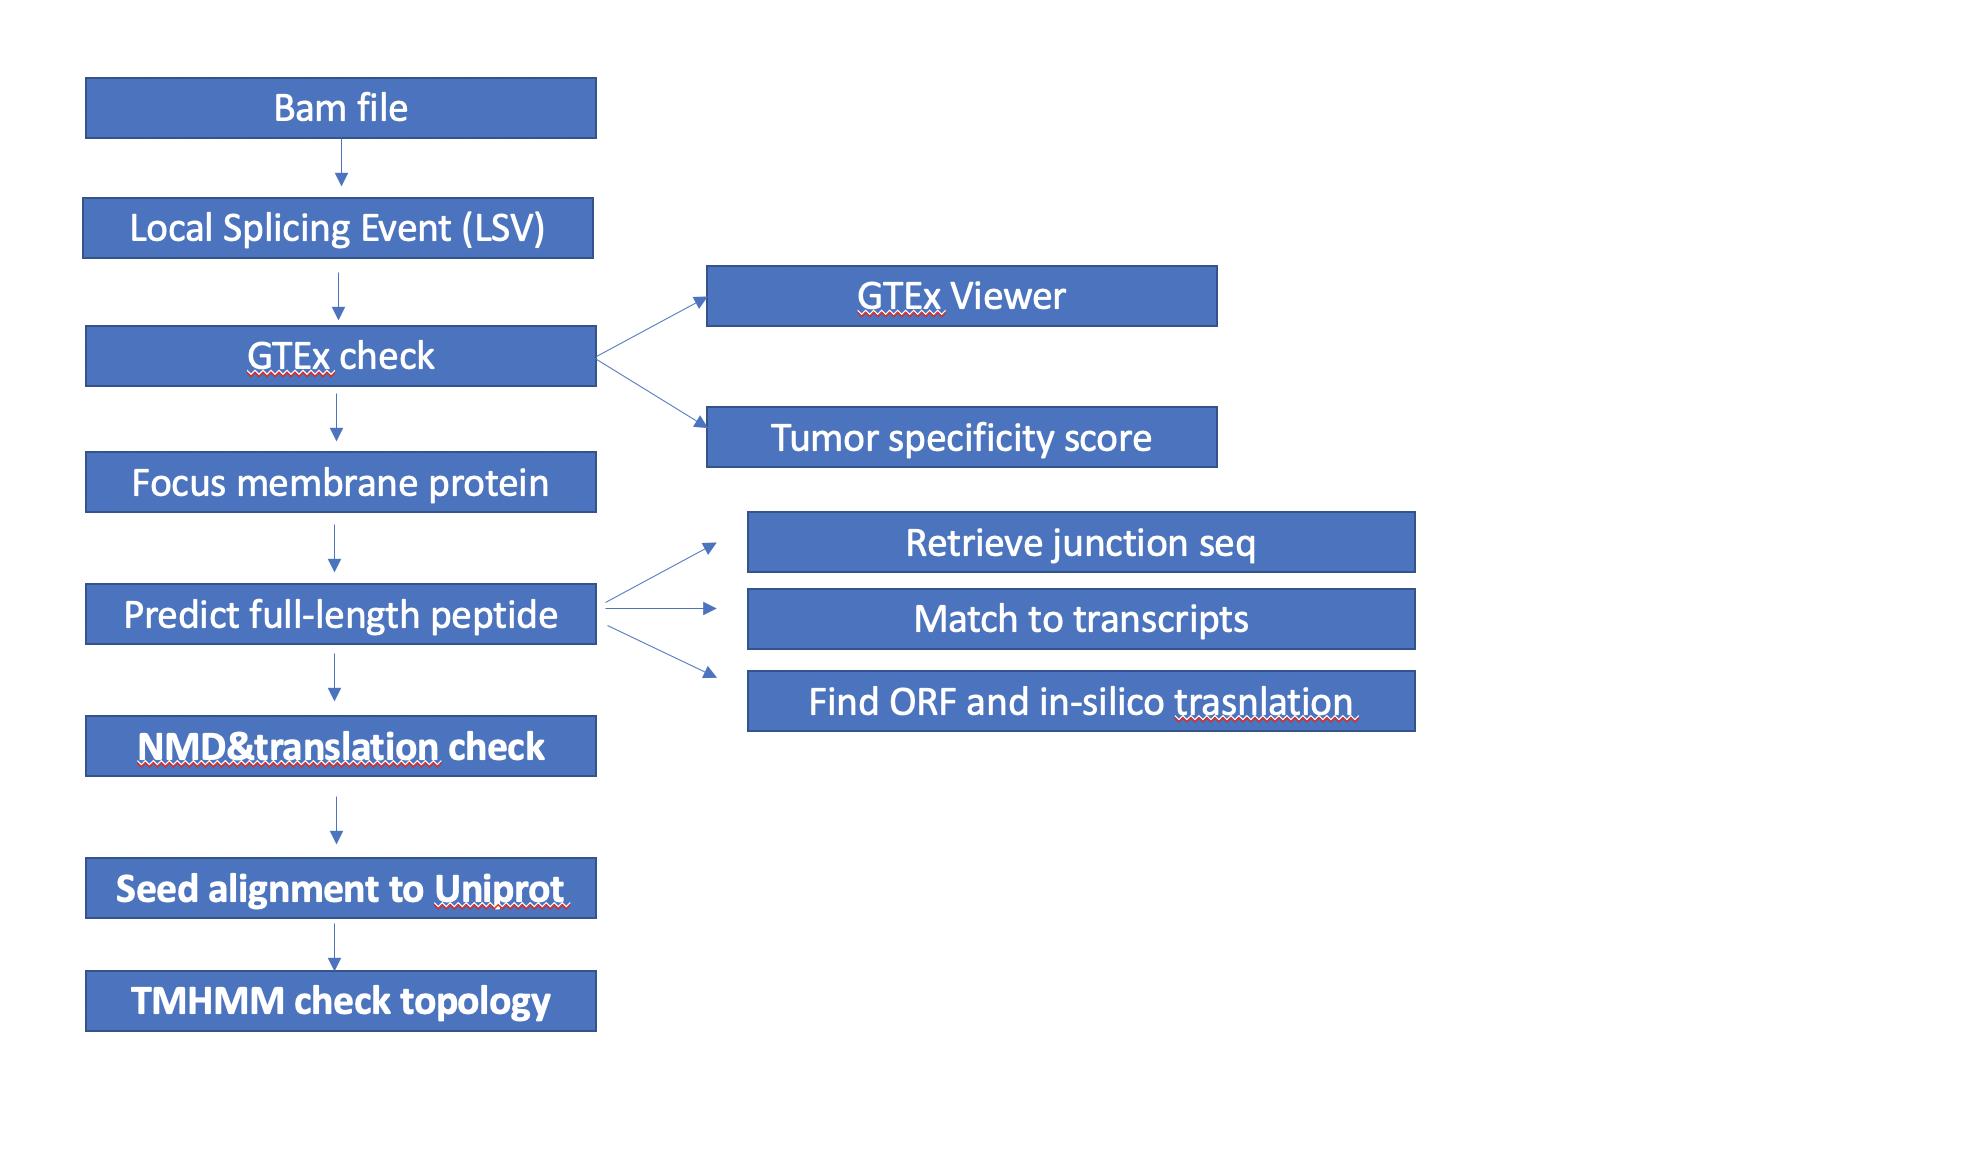 Bam file
Local Splicing Event (LSV)
GTEx check
GTEx Viewer
Tumor specificity score
Focus membrane protein
Predict full-length peptide
Retrieve junction seq
Match to transcripts
Find ORF and in-silico trasnlation
NMD&translation check
Seed alignment to Uniprot
TMHMM check topology